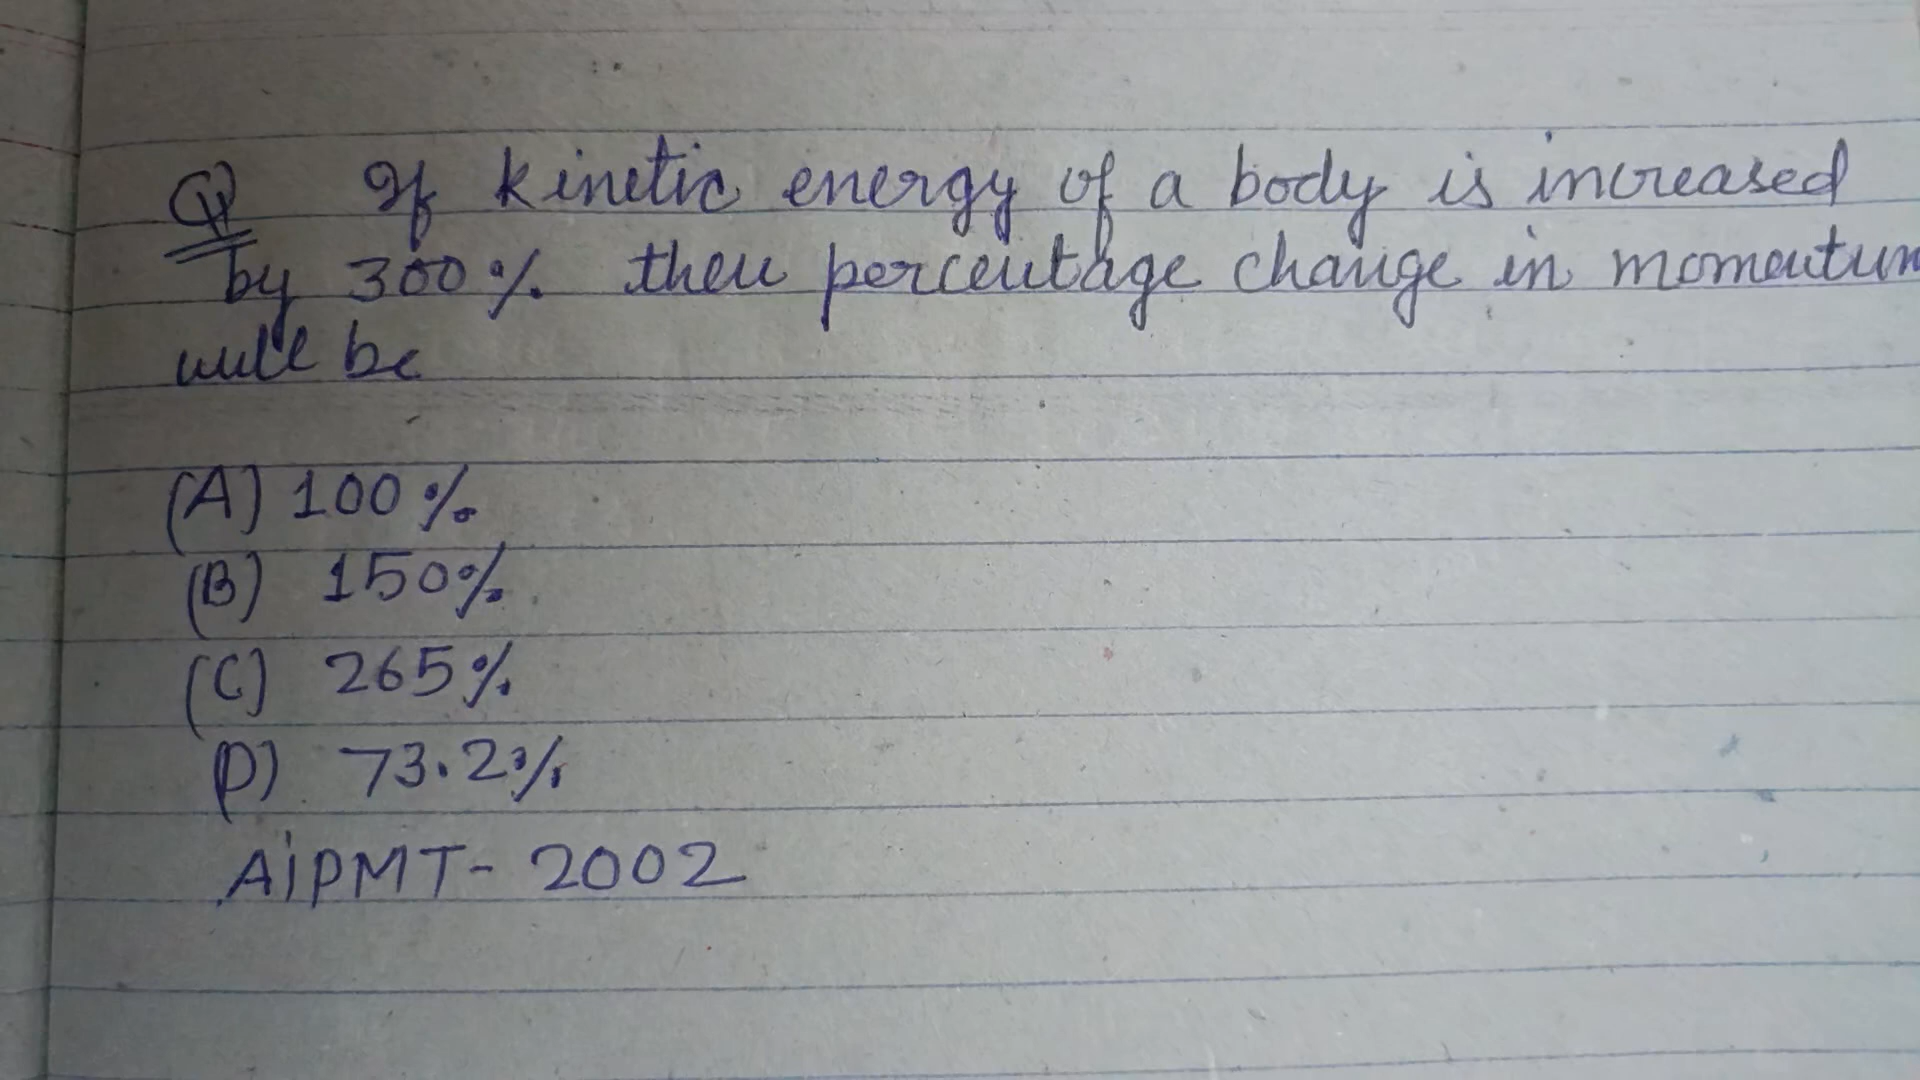 Q If kinetic energy of a body is increased
by 300% then percentage change in momentum
will be
(A) 100%
(B) 150%
(C) 265%
D) 73.2%
AiPMT-2002